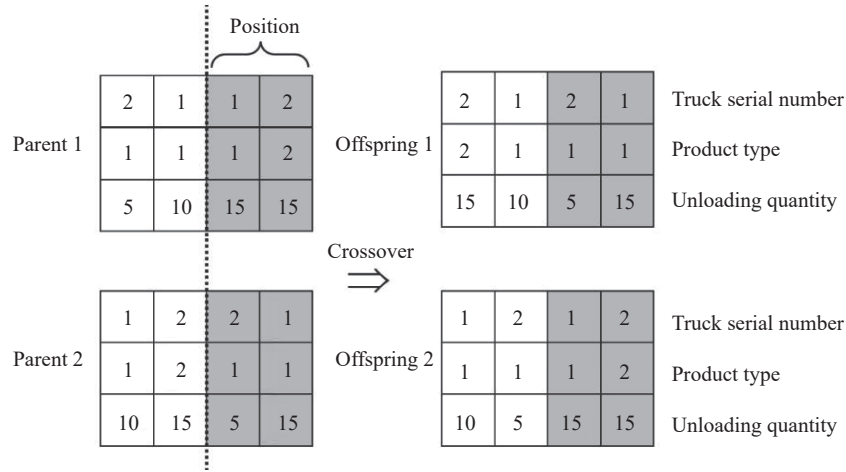 Position
2 1 1 2 2 1 2 1 Truck serial number
Parent 1 1 1 1 2 Offspring 1 2 1 1 1 Product type
5 10 15 15 15 10 5 15 Unloading quantity
Crossover
1 2 2 1 1 2 1 2 Truck serial number
Parent 2 1 2 1 1 Offspring 2 1 1 1 2 Product type
10 15 5 15 10 5 15 15 Unloading quantity